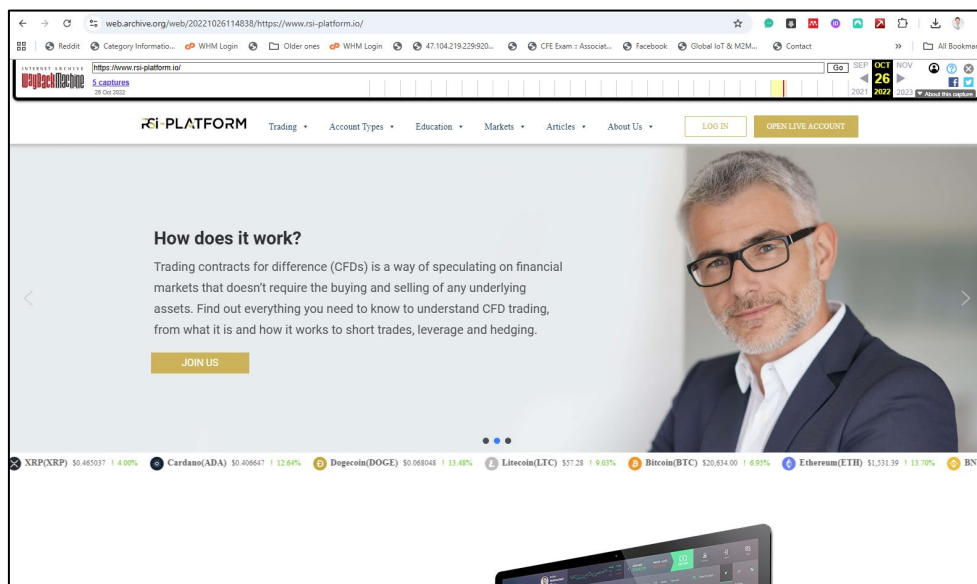 web.archive.org/web/20221026114838/https://www.rsi-platform.io/
Reddit Category Informatio... WHM Login Older ones WHM Login 47.104.219.229:920... CFE Exam :: Associat... Facebook Global IoT & M2M... Contact » All Bookmar
INTERNET ARCHIVE
WayBackMachine
https://www.rsi-platform.io/ Go SEP OCT NOV
5 captures 26
26 Oct 2022 2021 2022 2023 ▼ About this capture
RSi-PLATFORM Trading Account Types Education Markets Articles About Us LOG IN OPEN LIVE ACCOUNT
How does it work?
Trading contracts for difference (CFDs) is a way of speculating on financial
markets that doesn't require the buying and selling of any underlying
assets. Find out everything you need to know to understand CFD trading,
from what it is and how it works to short trades, leverage and hedging.
JOIN US
XRP(XRP) $0.465037 ↑ 4.00% Cardano(ADA) $0.406647 ↑ 12.64% Dogecoin(DOGE) $0.068048 ↑ 13.48% Litecoin(LTC) $57.28 ↑ 9.03% Bitcoin(BTC) $20,634.00 ↑ 6.95% Ethereum(ETH) $1,531.39 ↑ 13.70% BN